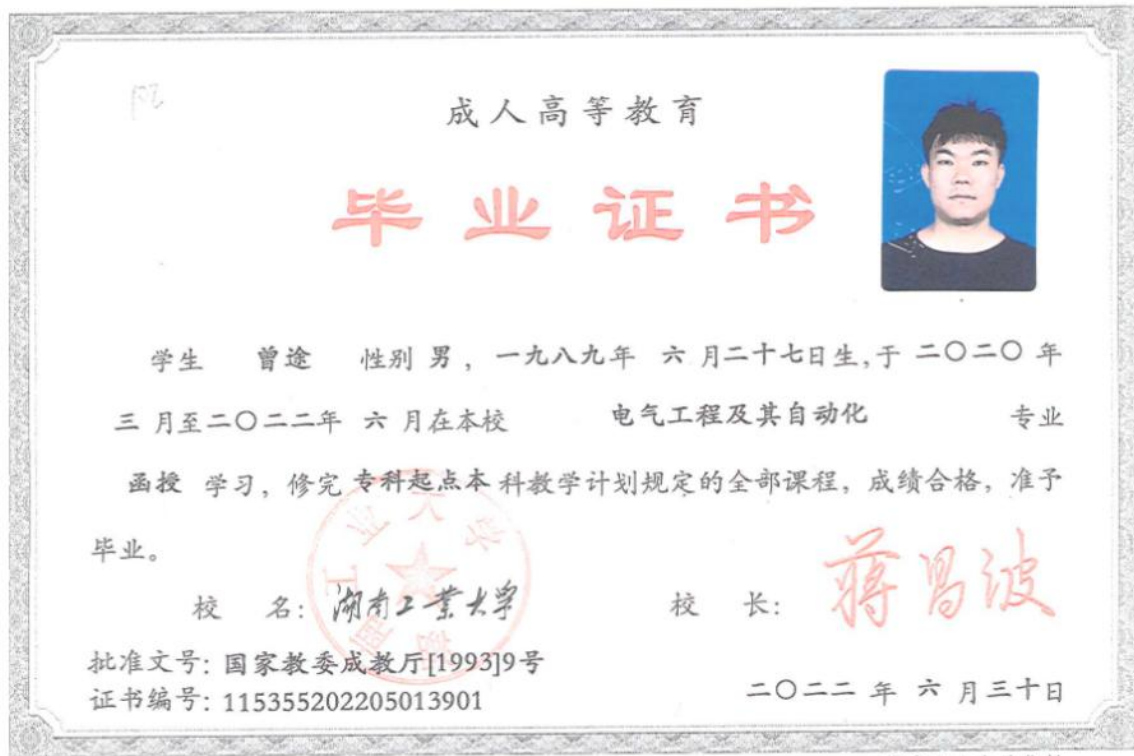 成人高等教育
毕业证书
学生 曾途 性别 男，一九八九年 六 月二十七日生，于 二〇二〇 年
三 月至二〇二二年 六 月在本校 电气工程及其自动化 专业
函授 学习，修完 专科起点本 科教学计划规定的全部课程，成绩合格，准予
毕业。
校 名：湖南工業大学 校 长：蒋昌波
湖南工业大学
批准文号：国家教委成教厅[1993]9号
证书编号：115355202205013901
二〇二二 年 六 月三十日